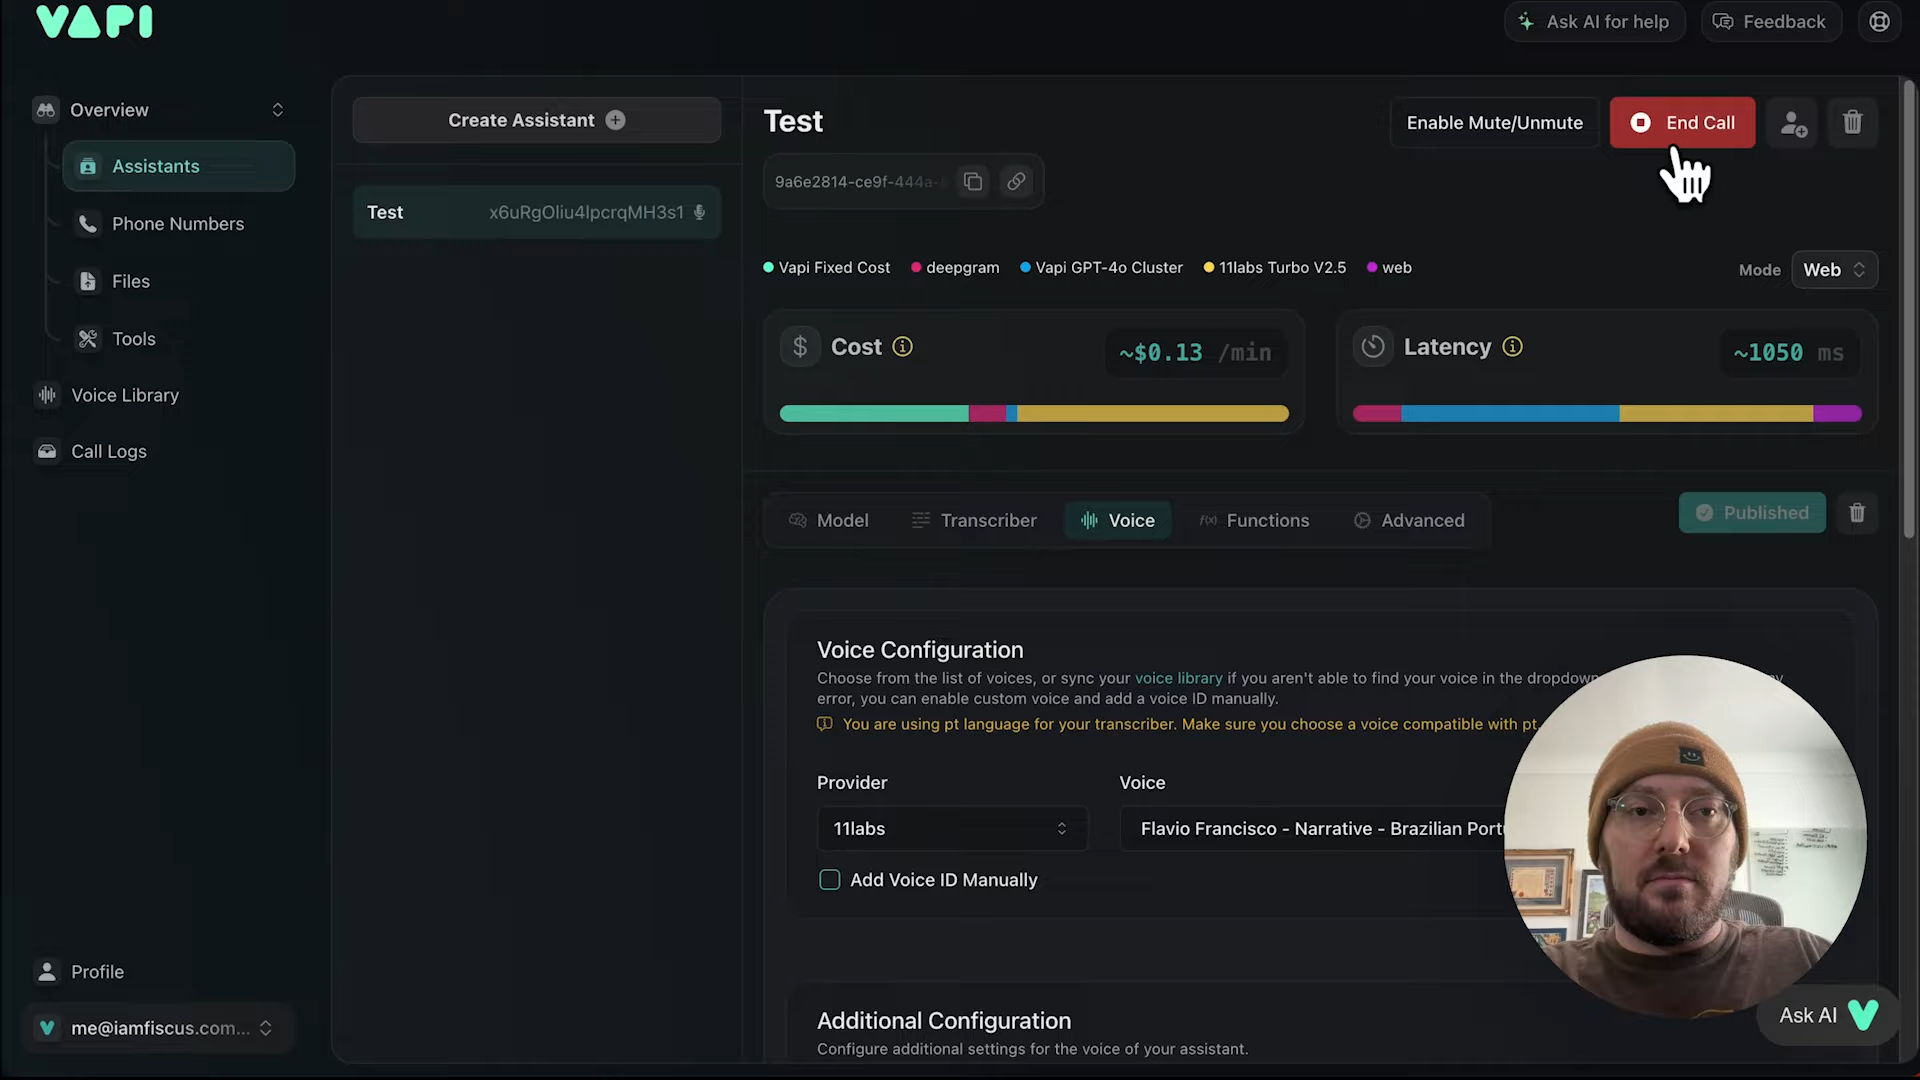 VAPI
Ask AI for help
Feedback
Overview
Assistants
Phone Numbers
Files
Tools
Voice Library
Call Logs
Profile
me@iamfiscus.com...
Create Assistant
Test
x6uRgOliu4lpcrqMH3s1
Test
Enable Mute/Unmute
End Call
9a6e2814-ce9f-444a-
Vapi Fixed Cost
deepgram
Vapi GPT-4o Cluster
11labs Turbo V2.5
web
Mode
Web
Cost
~$0.13 /min
Latency
~1050 ms
Model
Transcriber
Voice
Functions
Advanced
Published
Voice Configuration
Choose from the list of voices, or sync your voice library if you aren't able to find your voice in the dropdown
error, you can enable custom voice and add a voice ID manually.
You are using pt language for your transcriber. Make sure you choose a voice compatible with pt.
Provider
Voice
11labs
Flavio Francisco - Narrative - Brazilian Portu
Add Voice ID Manually
Additional Configuration
Configure additional settings for the voice of your assistant.
Ask AI